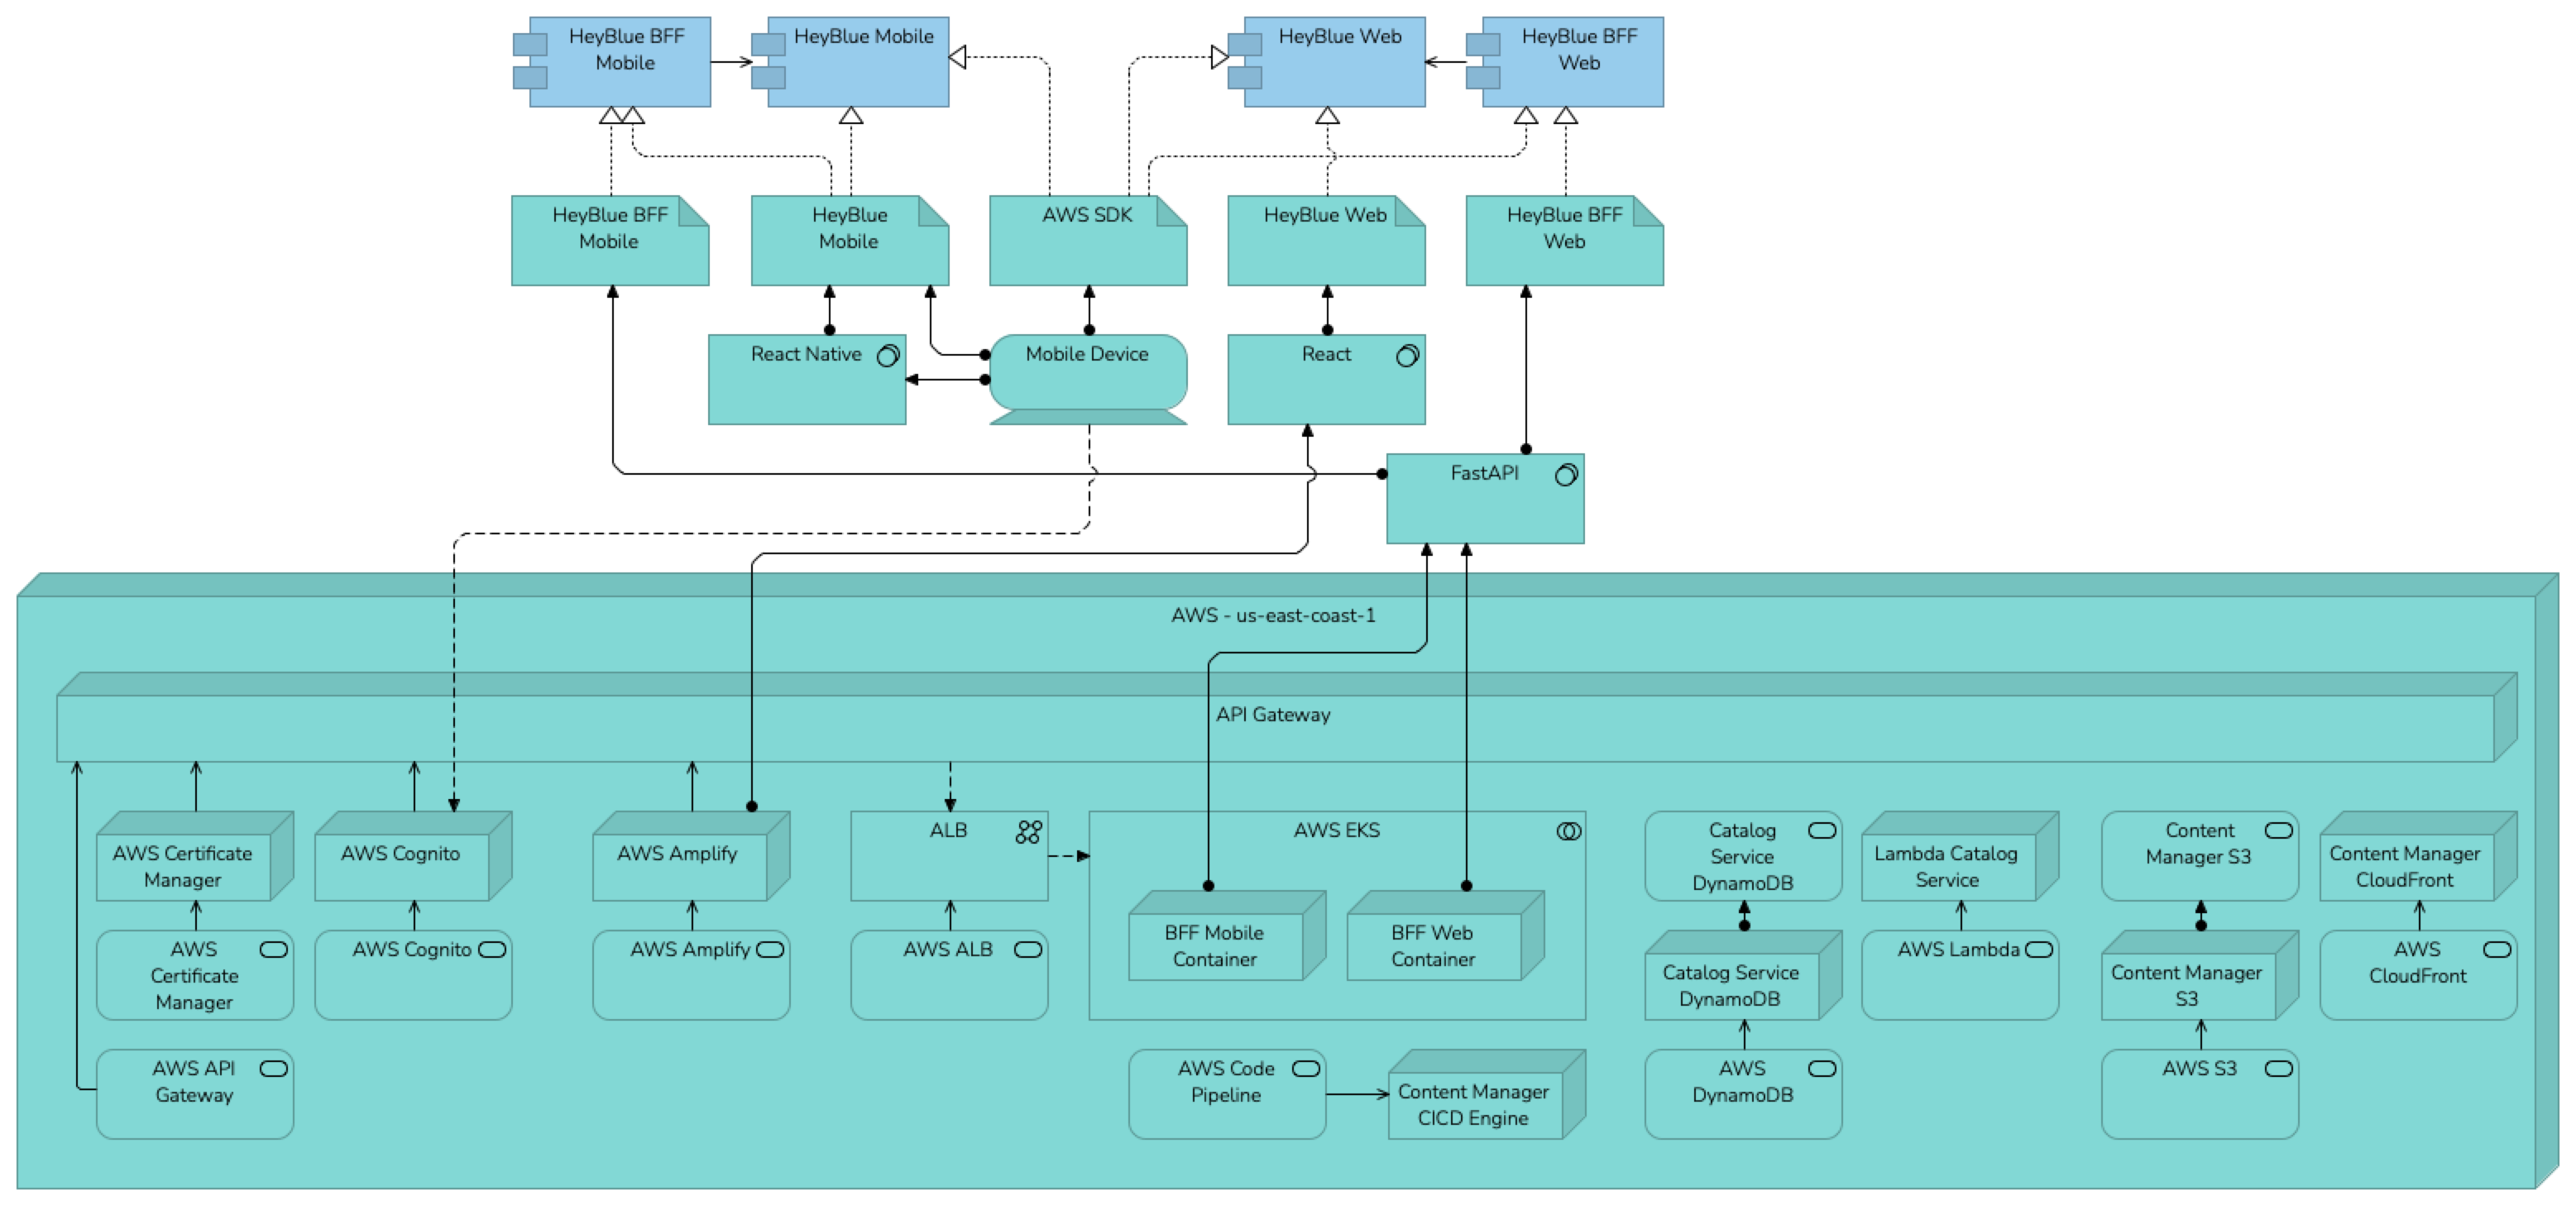 HeyBlue BFF
Mobile
HeyBlue Mobile
HeyBlue Web
HeyBlue BFF
Web
HeyBlue BFF
Mobile
HeyBlue
Mobile
AWS SDK
HeyBlue Web
HeyBlue BFF
Web
React Native
Mobile Device
React
FastAPI
AWS - us-east-coast-1
API Gateway
AWS Certificate
Manager
AWS Cognito
AWS Amplify
ALB
AWS EKS
BFF Mobile
Container
BFF Web
Container
Catalog
Service
DynamoDB
Lambda Catalog
Service
Content
Manager S3
Content Manager
CloudFront
AWS
Certificate
Manager
AWS Cognito
AWS Amplify
AWS ALB
Catalog Service
DynamoDB
AWS Lambda
Content Manager
S3
AWS
CloudFront
AWS API
Gateway
AWS Code
Pipeline
Content Manager
CICD Engine
AWS
DynamoDB
AWS S3